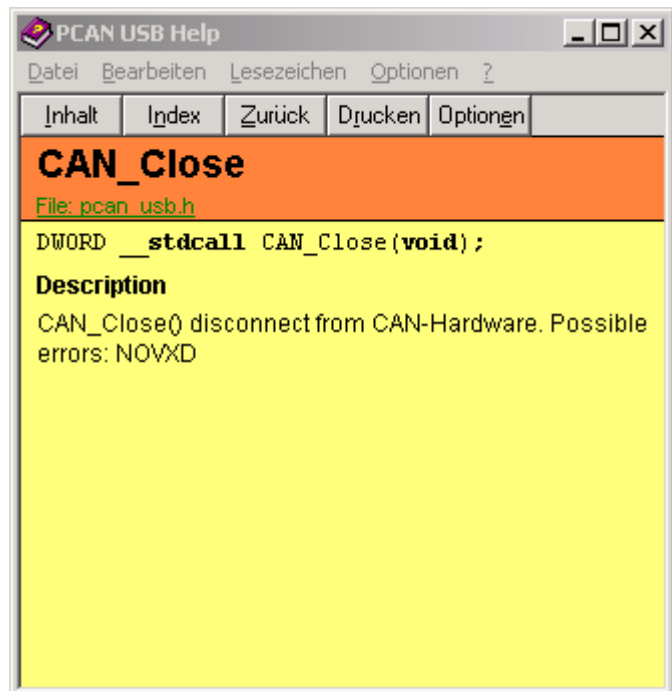 PCAN USB Help
Datei Bearbeiten Lesezeichen Optionen ?
Inhalt Index Zurück Drucken Optionen
CAN_Close
File: pcan_usb.h
DWORD __stdcall CAN_Close(void);
Description
CAN_Close() disconnect from CAN-Hardware. Possible
errors: NOVXD